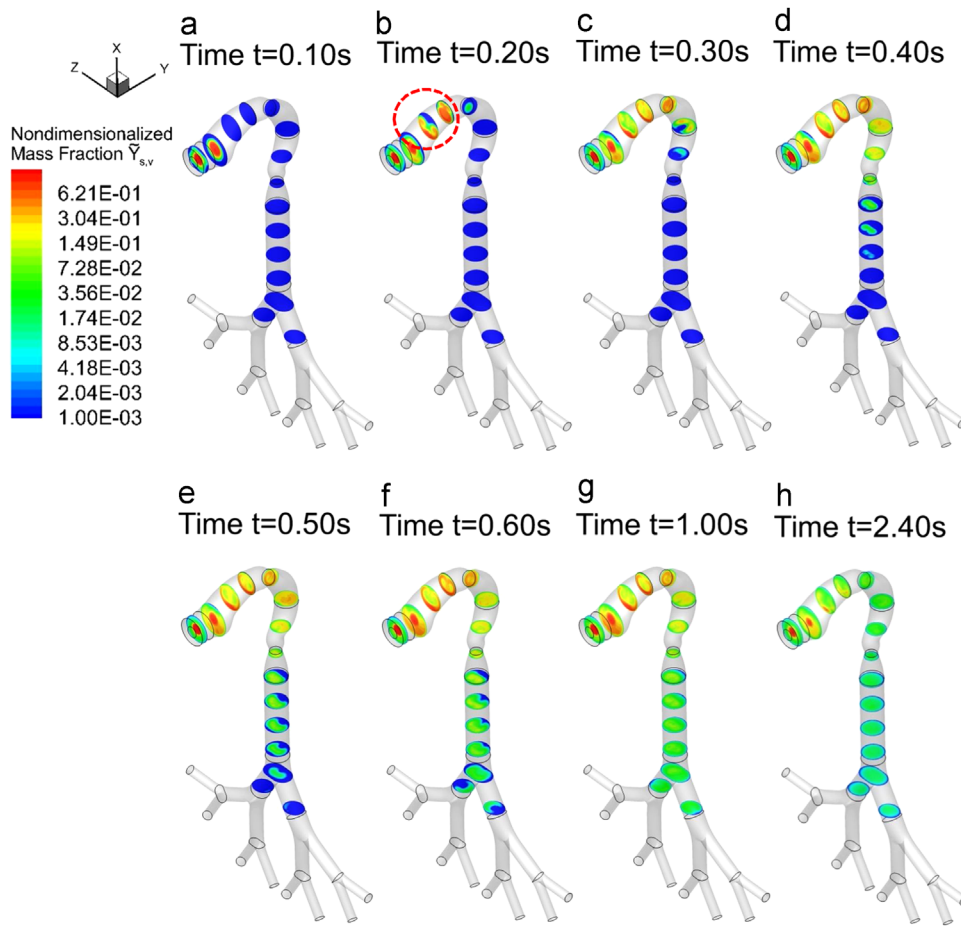 a
Time t=0.10s
b
Time t=0.20s
c
Time t=0.30s
d
Time t=0.40s
X
Z
Y
Nondimensionalized
Mass Fraction Ỹs,v
6.21E-01
3.04E-01
1.49E-01
7.28E-02
3.56E-02
1.74E-02
8.53E-03
4.18E-03
2.04E-03
1.00E-03
e
Time t=0.50s
f
Time t=0.60s
g
Time t=1.00s
h
Time t=2.40s